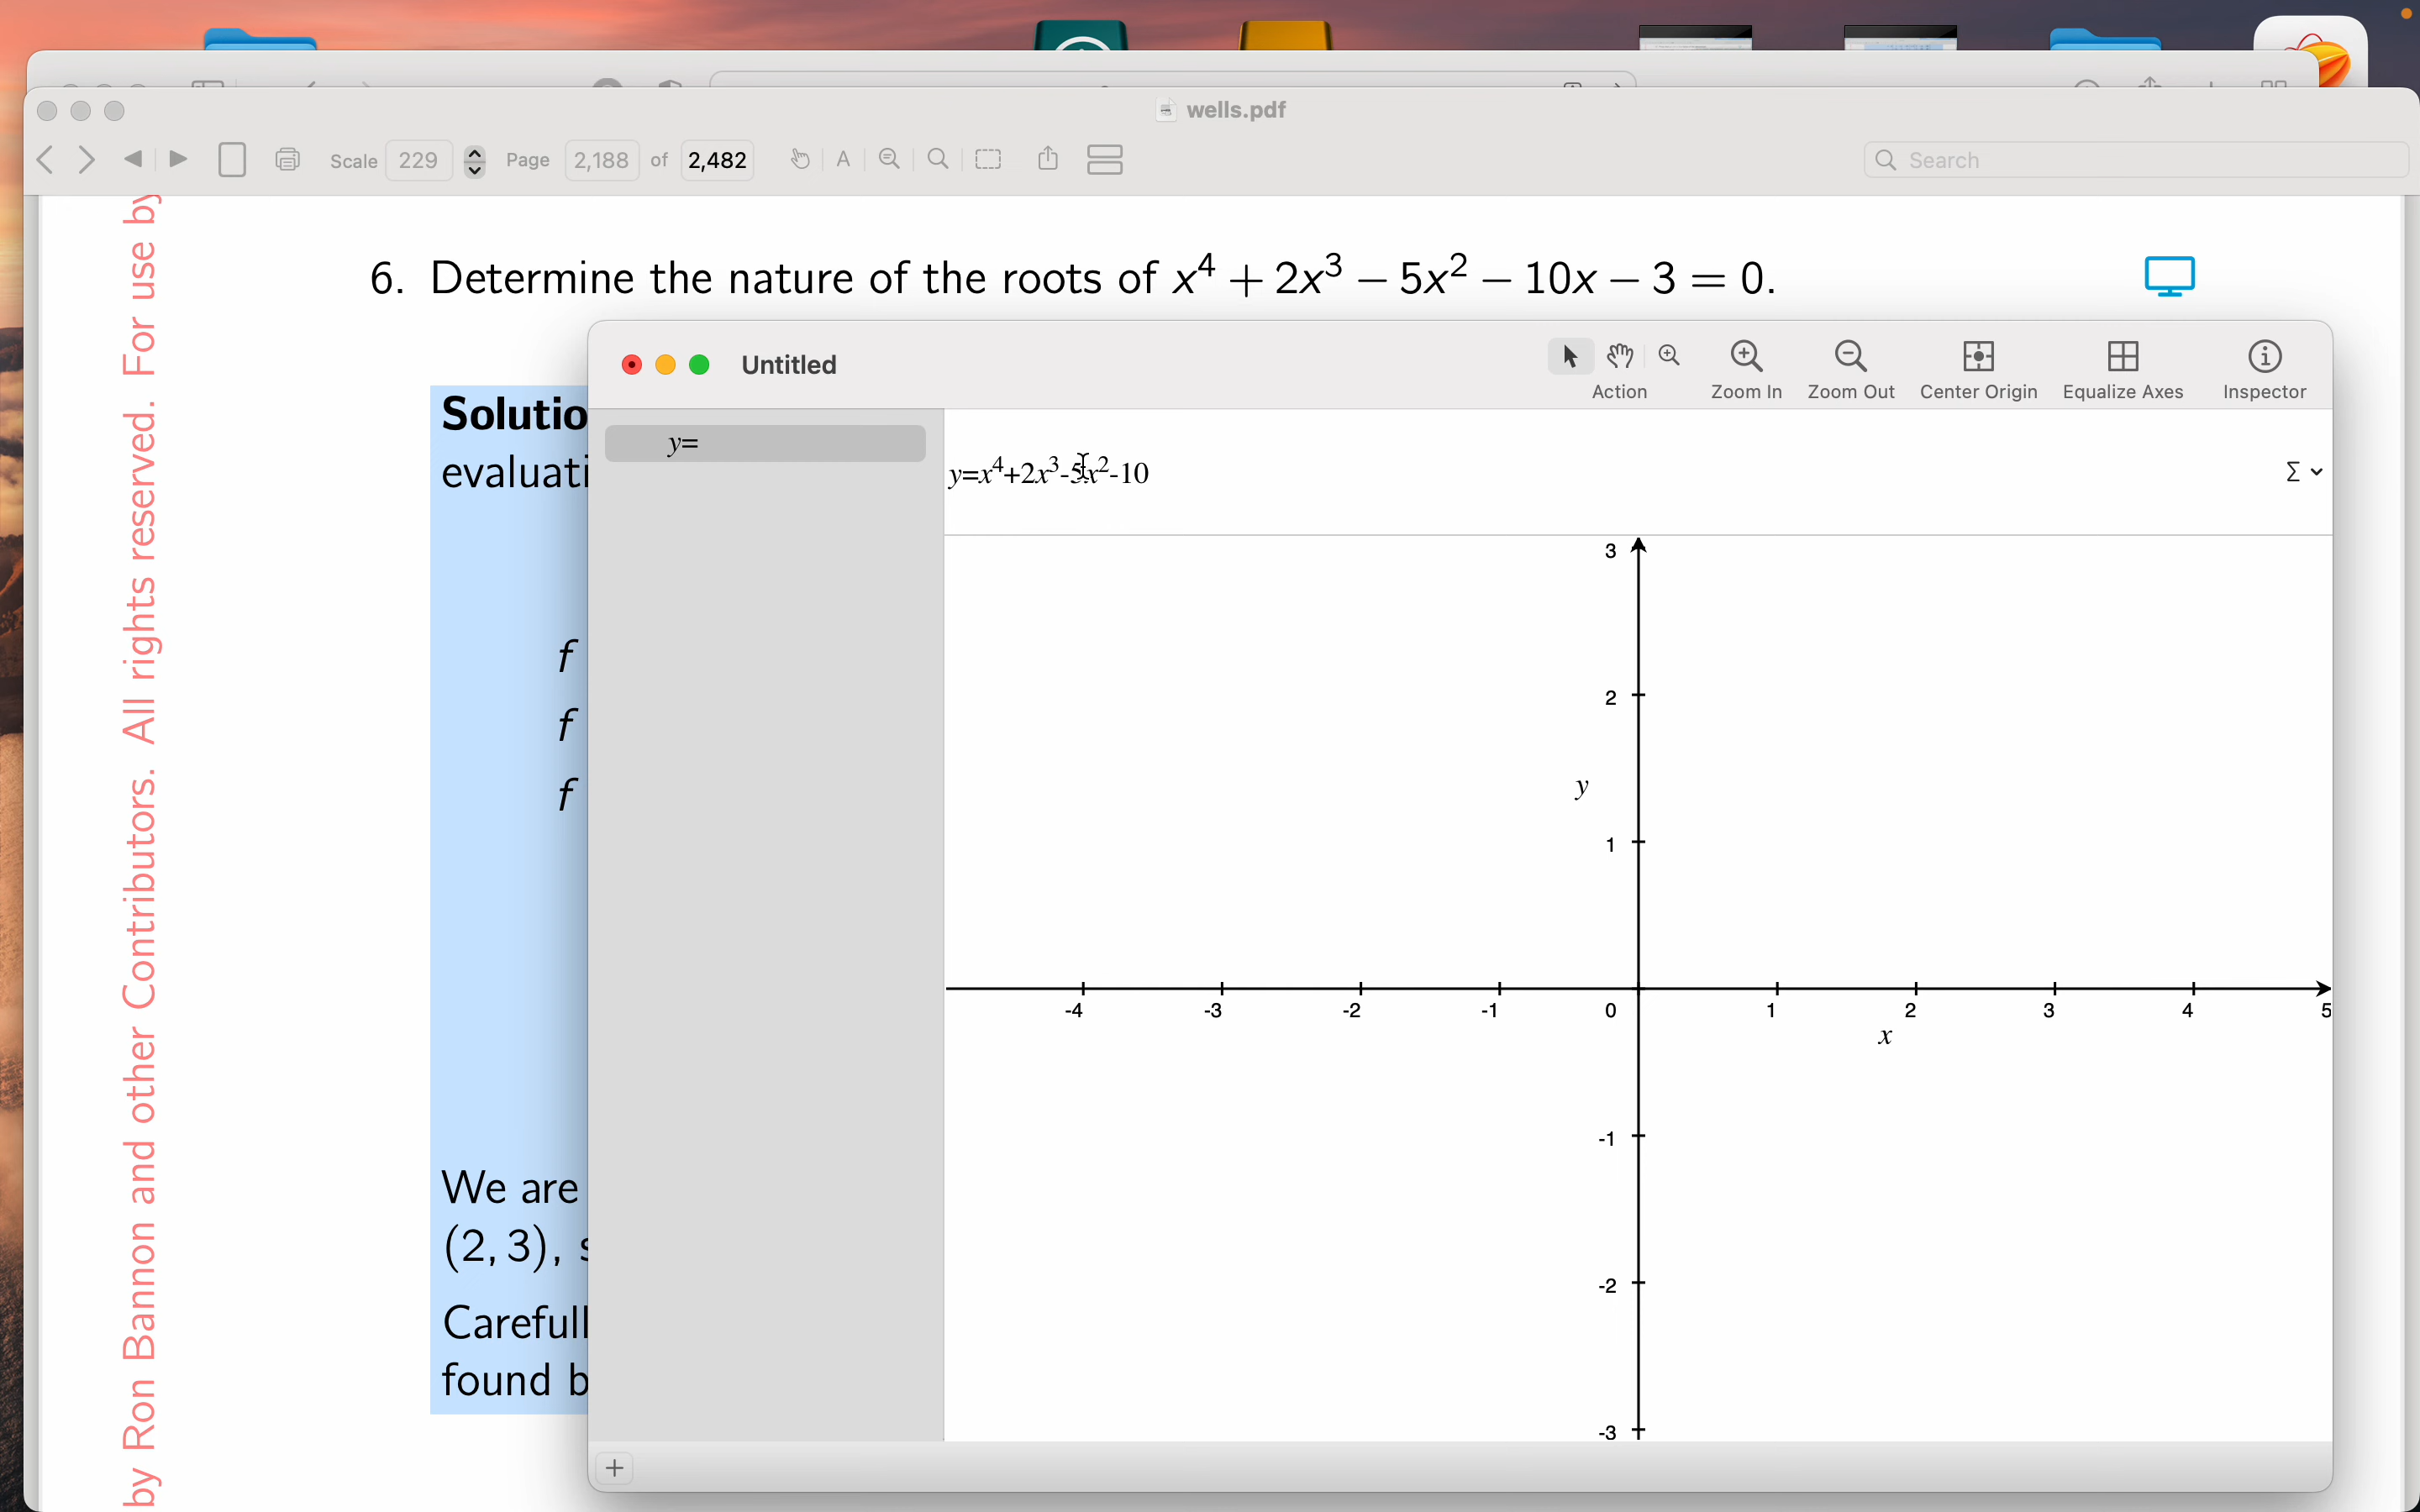 wells.pdf
Scale 229 Page 2,188 of 2,482 A Search
by Ron Bannon and other Contributors. All rights reserved. For use by
6. Determine the nature of the roots of x⁴ + 2x³ − 5x² − 10x − 3 = 0.
Untitled
Action Zoom In Zoom Out Center Origin Equalize Axes Inspector
y=
y=x⁴+2x³-5x²-10
Σ
Solutio
evaluati
f
f
f
We are
(2, 3), s
Carefull
found b
3
2
y
1
-4 -3 -2 -1 0 1 2 3 4 5
x
-1
-2
-3